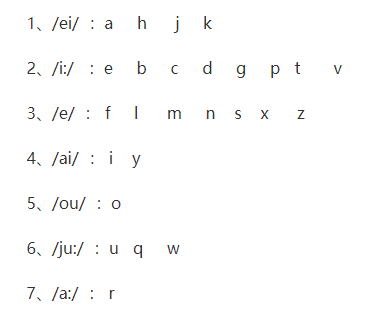 1、/ei/ ：a h j k
2、/i:/ ：e b c d g p t v
3、/e/ ：f l m n s x z
4、/ai/ ：i y
5、/ou/ ：o
6、/ju:/ ：u q w
7、/a:/ ：r